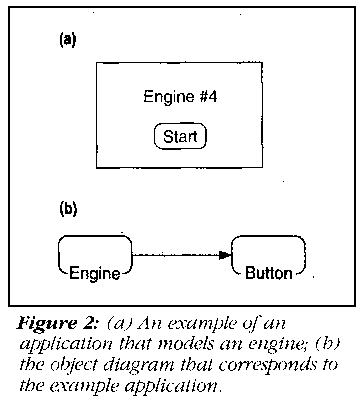 (a)
Engine #4
Start
(b)
Engine
Button
Figure 2: (a) An example of an
application that models an engine; (b)
the object diagram that corresponds to
the example application.